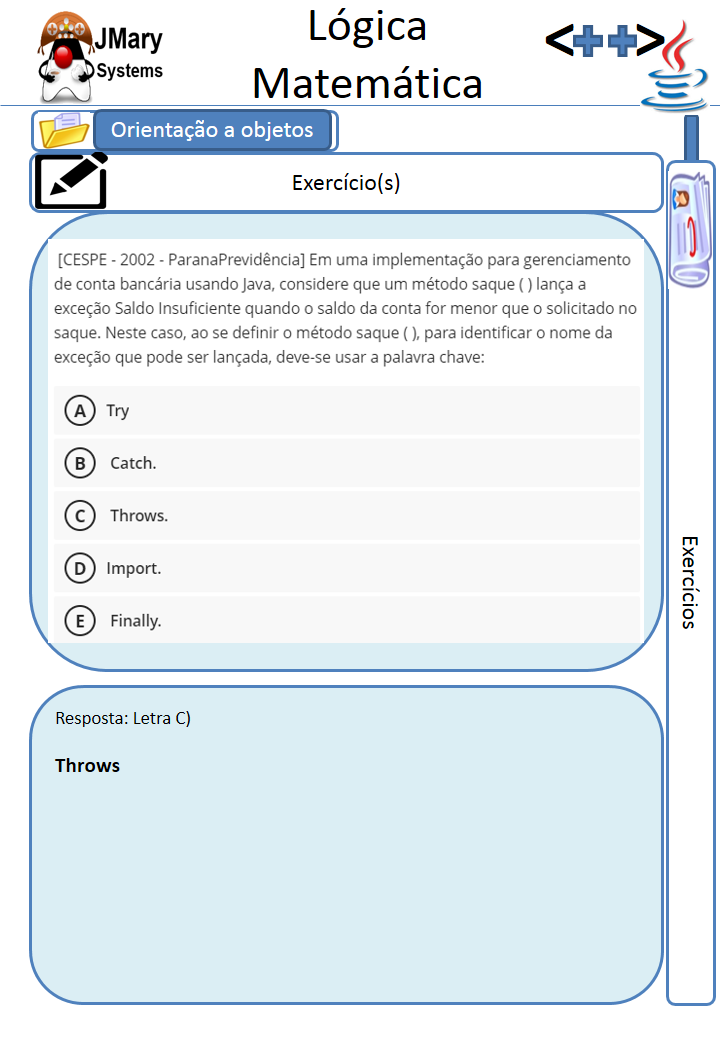 JMary
Systems
Lógica
Matemática
<++>
Orientação a objetos
Exercício(s)
[CESPE - 2002 - ParanaPrevidência] Em uma implementação para gerenciamento
de conta bancária usando Java, considere que um método saque ( ) lança a
exceção Saldo Insuficiente quando o saldo da conta for menor que o solicitado no
saque. Neste caso, ao se definir o método saque ( ), para identificar o nome da
exceção que pode ser lançada, deve-se usar a palavra chave:
A Try
B Catch.
C Throws.
D Import.
E Finally.
Exercícios
Resposta: Letra C)
Throws